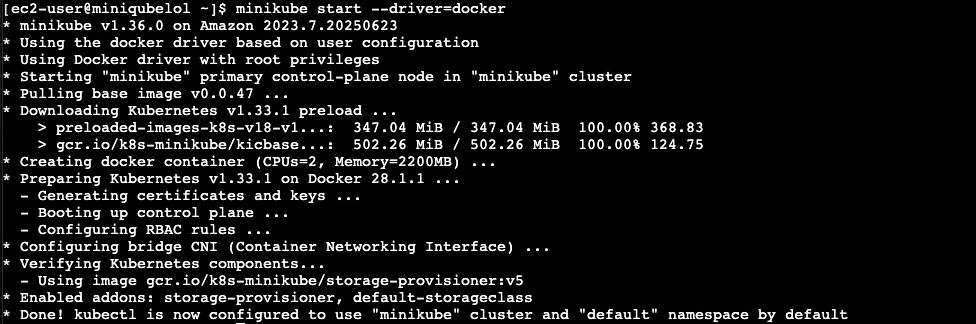 [ec2-user@miniqubelol ~]$ minikube start --driver=docker
* minikube v1.36.0 on Amazon 2023.7.20250623
* Using the docker driver based on user configuration
* Using Docker driver with root privileges
* Starting "minikube" primary control-plane node in "minikube" cluster
* Pulling base image v0.0.47 ...
* Downloading Kubernetes v1.33.1 preload ...
    > preloaded-images-k8s-v18-v1...:  347.04 MiB / 347.04 MiB  100.00% 368.83
    > gcr.io/k8s-minikube/kicbase...:  502.26 MiB / 502.26 MiB  100.00% 124.75
* Creating docker container (CPUs=2, Memory=2200MB) ...
* Preparing Kubernetes v1.33.1 on Docker 28.1.1 ...
  - Generating certificates and keys ...
  - Booting up control plane ...
  - Configuring RBAC rules ...
* Configuring bridge CNI (Container Networking Interface) ...
* Verifying Kubernetes components...
  - Using image gcr.io/k8s-minikube/storage-provisioner:v5
* Enabled addons: storage-provisioner, default-storageclass
* Done! kubectl is now configured to use "minikube" cluster and "default" namespace by default